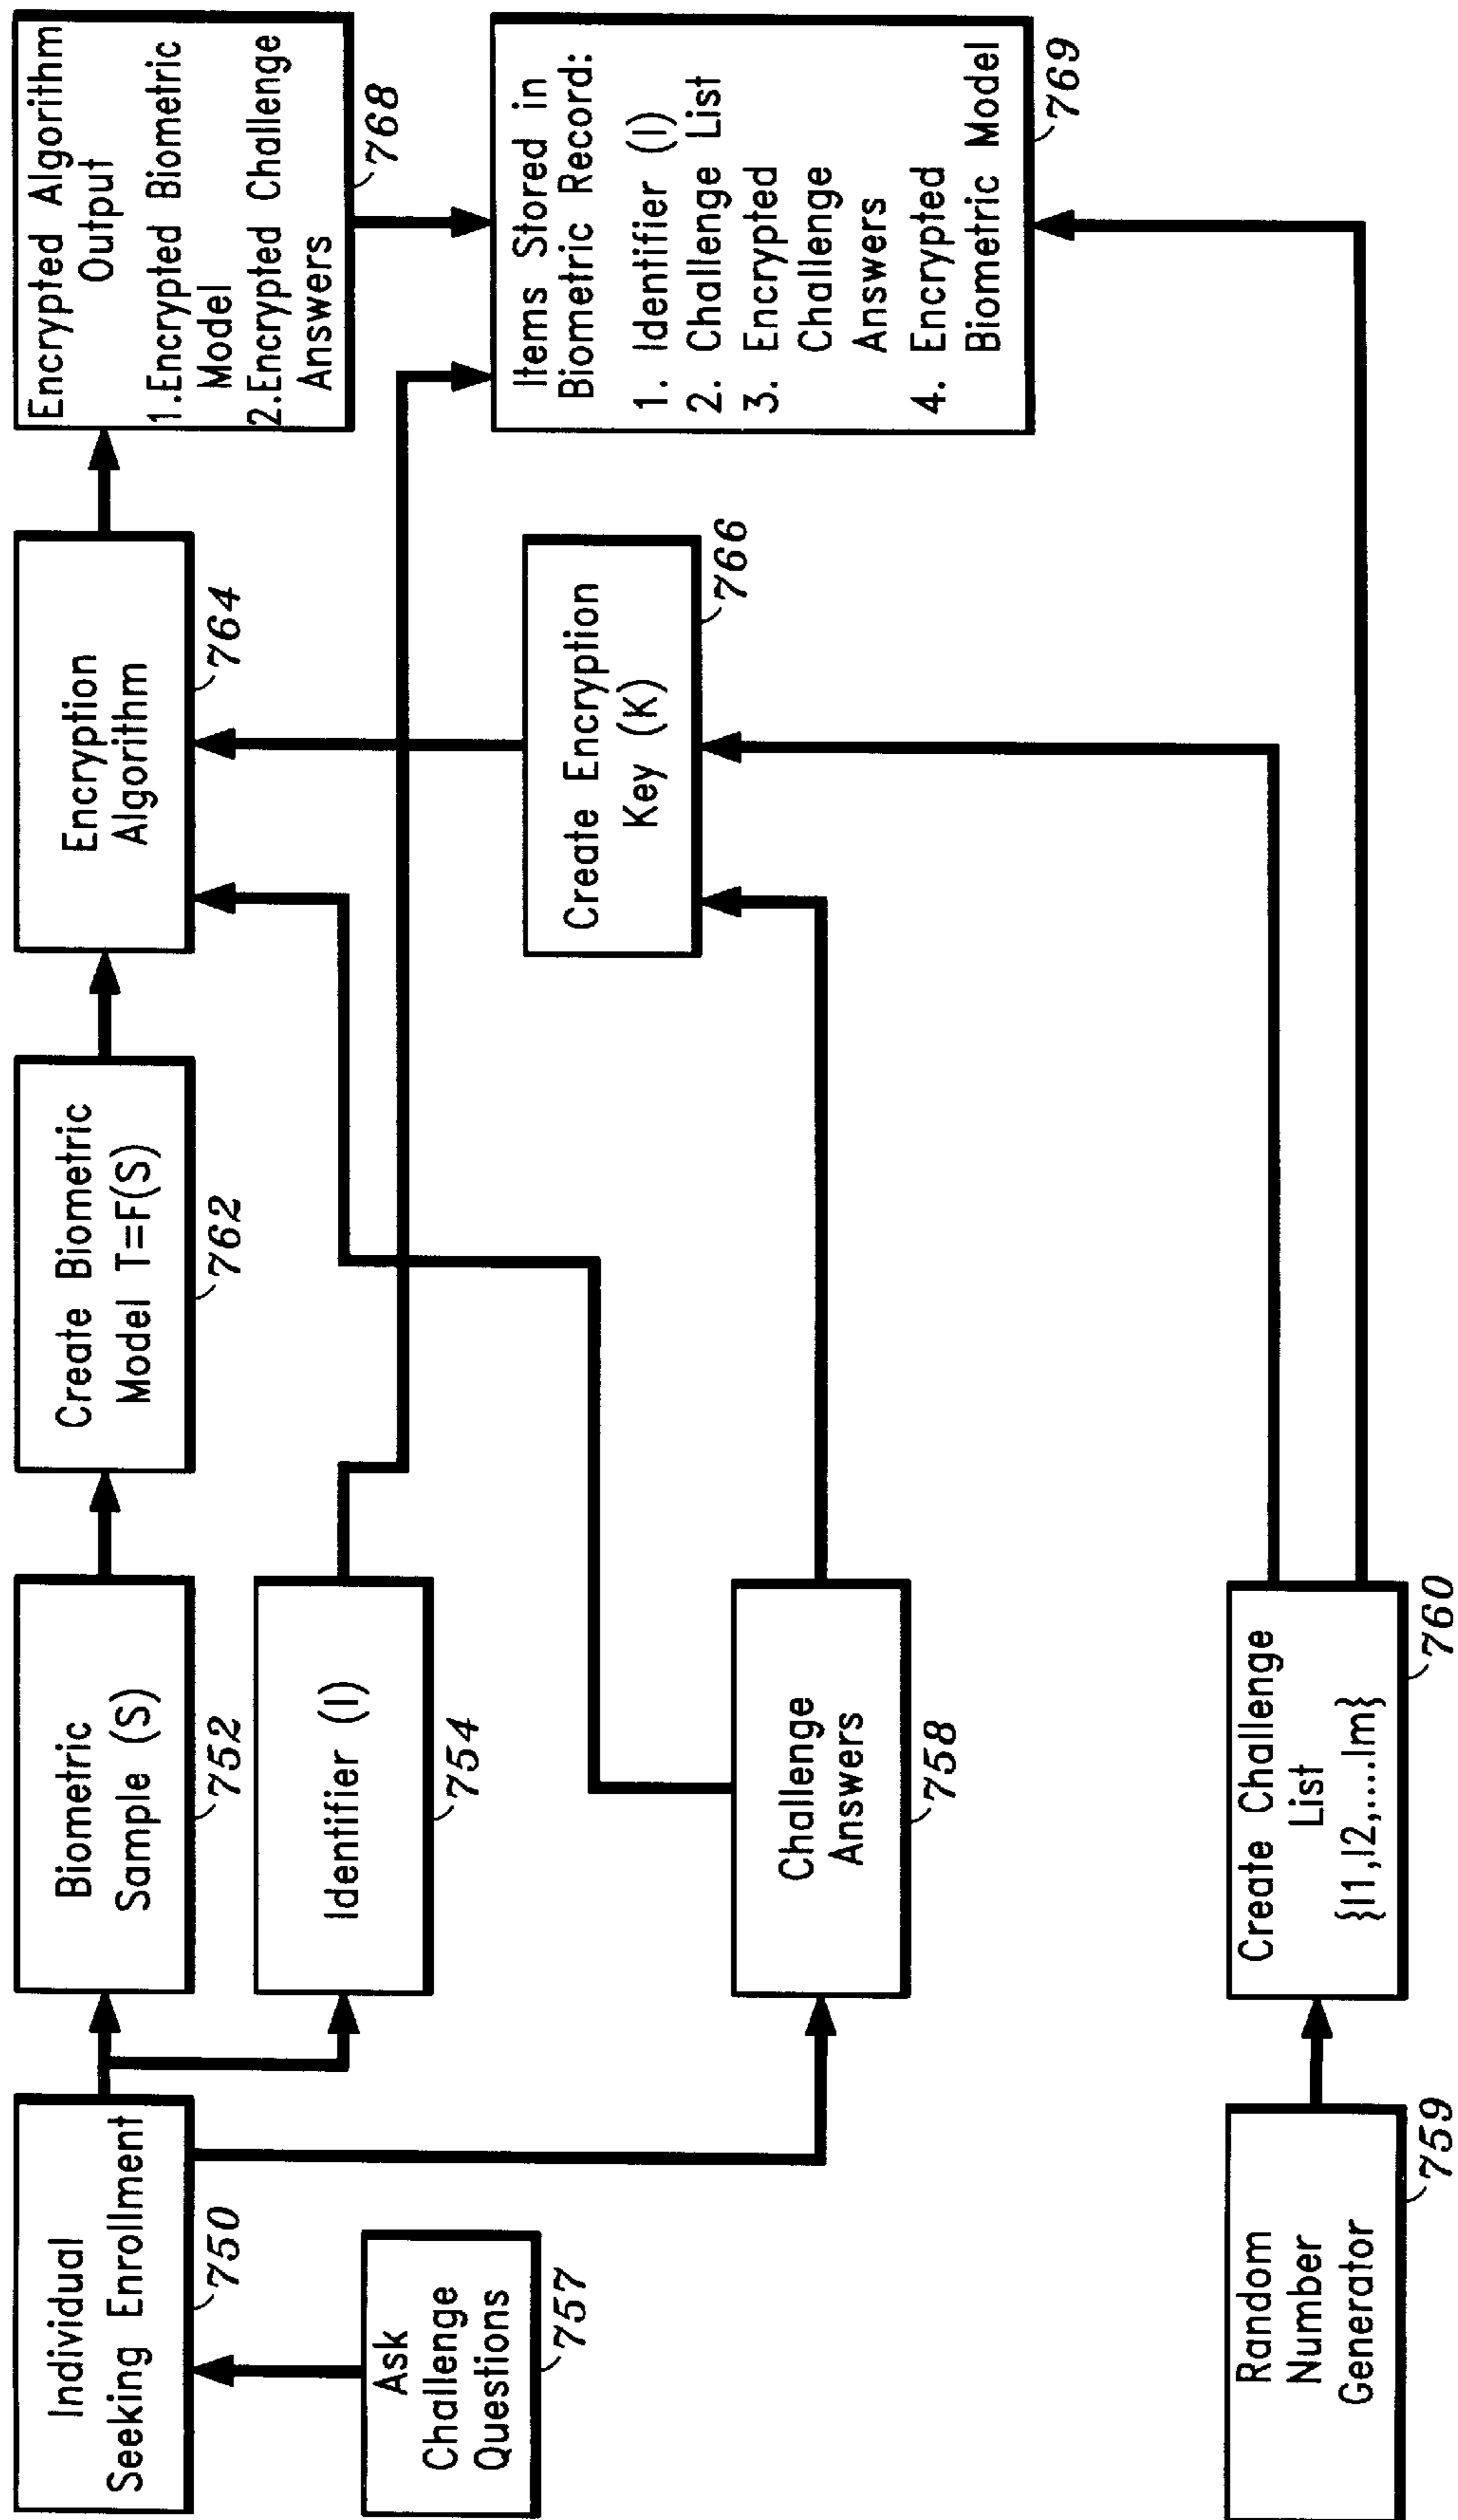 Individual
Seeking Enrollment
750
Ask
Challenge
Questions
757
Biometric
Sample (S)
752
Identifier (I)
754
Challenge
Answers
758
Random
Number
Generator
759
Create Challenge
List
{l1,l2,....lm}
760
Create Biometric
Model T=F(S)
762
Encryption
Algorithm
764
Create Encryption
Key (K)
766
Encrypted Algorithm
Output
1.Encrypted Biometric
Model
2.Encrypted Challenge
Answers
768
Items Stored in
Biometric Record:
1. Identifier (I)
2. Challenge List
3. Encrypted
Challenge
Answers
4. Encrypted
Biometric Model
769